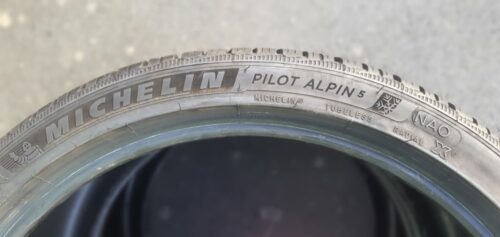 MICHELIN PILOT ALPIN 5 NA0
MICHELIN TUBELESS RADIAL X